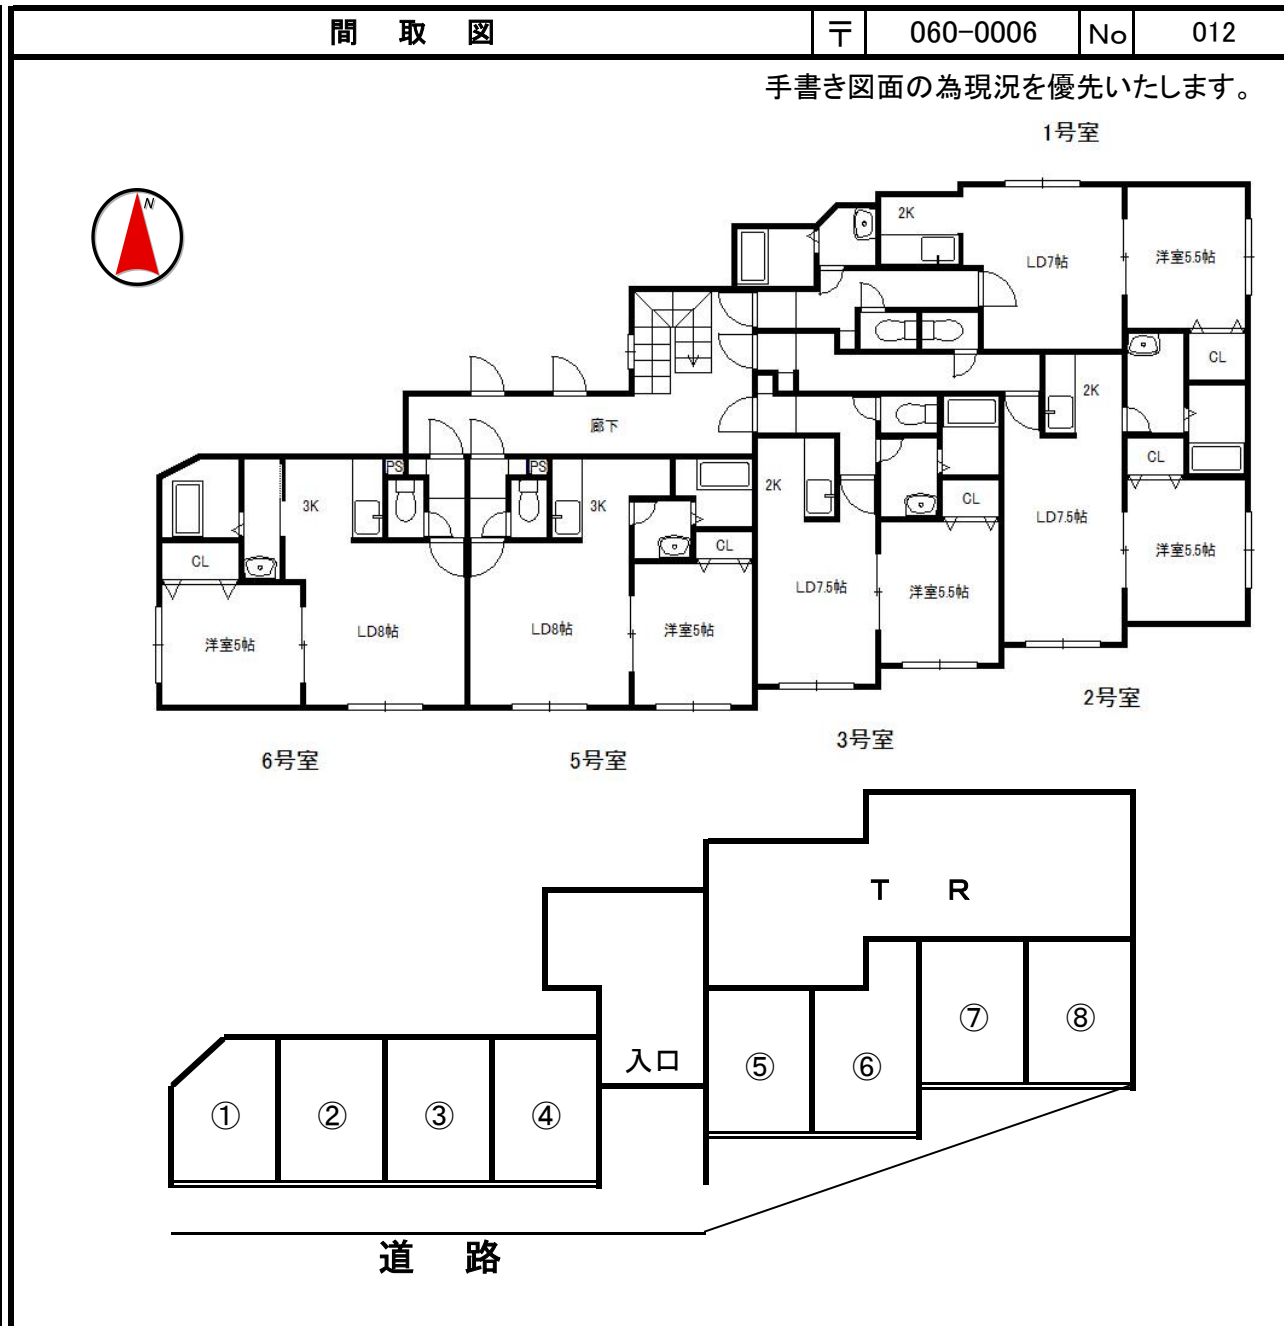 間 取 図 〒 060-0006 No 012
手書き図面の為現況を優先いたします。
1号室
N
2K
LD7帖
洋室5.5帖
CL
2K
廊下
CL
PS
PS
2K
3K
3K
CL
LD7.5帖
CL
CL
洋室5.5帖
LD7.5帖
洋室5.5帖
洋室5帖
LD8帖
LD8帖
洋室5帖
2号室
3号室
6号室
5号室
T R
⑦
⑧
入口
⑤
⑥
①
②
③
④
道 路